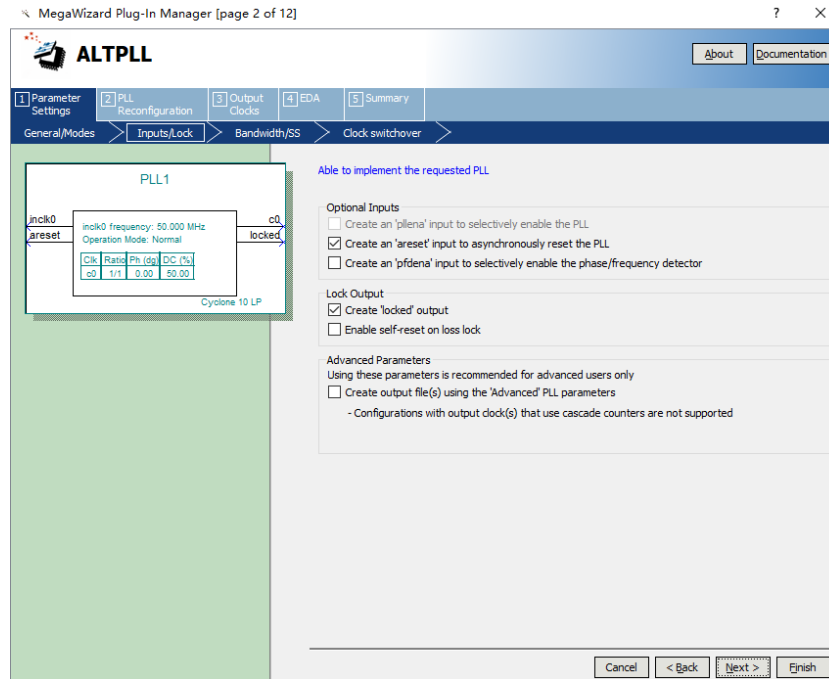 MegaWizard Plug-In Manager [page 2 of 12]
? ×
ALTPLL
About Documentation
1 Parameter Settings
2 PLL Reconfiguration
3 Output Clocks
4 EDA
5 Summary
General/Modes Inputs/Lock Bandwidth/SS Clock switchover
PLL1
inclk0
areset
inclk0 frequency: 50.000 MHz
Operation Mode: Normal
Clk Ratio Ph (dg) DC (%)
c0 1/1 0.00 50.00
c0
locked
Cyclone 10 LP
Able to implement the requested PLL
Optional Inputs
Create an 'pllena' input to selectively enable the PLL
Create an 'areset' input to asynchronously reset the PLL
Create an 'pfdena' input to selectively enable the phase/frequency detector
Lock Output
Create 'locked' output
Enable self-reset on loss lock
Advanced Parameters
Using these parameters is recommended for advanced users only
Create output file(s) using the 'Advanced' PLL parameters
- Configurations with output clock(s) that use cascade counters are not supported
Cancel < Back Next > Finish